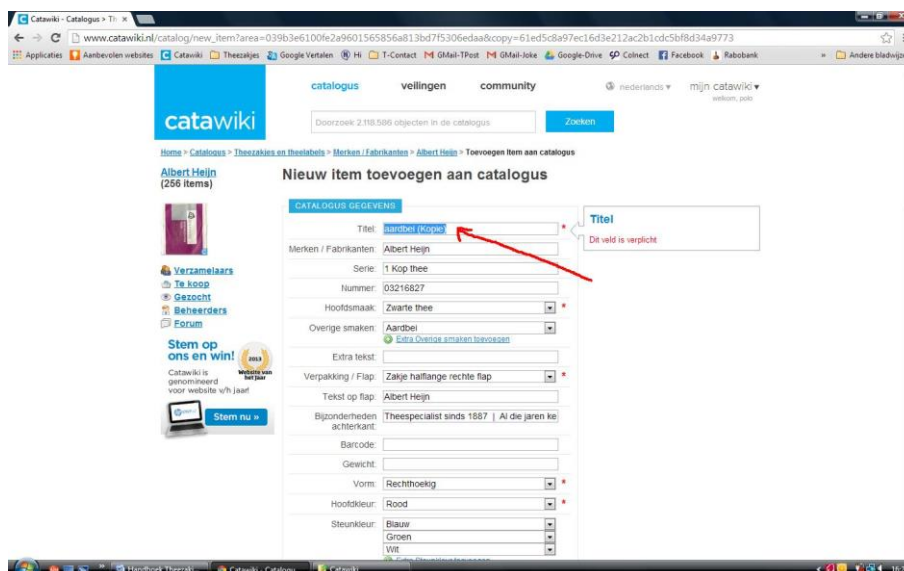 Catawiki - Catalogus > Th
www.catawiki.nl/catalog/new_item?area=039b3e6100fe2a9601565856a813bd7f5306edaa&copy=61ed5c8a97ec16d3e212ac2b1cdc5bf8d34a9773
Applicaties Aanbevolen websites Catawiki Theezakjes Google Vertalen Hi T-Contact GMail-TPost GMail-Joke Google-Drive Colnect Facebook Rabobank » Andere bladwijze
catalogus veilingen community nederlands ▾ mijn catawiki ▾
welkom, polo
catawiki
Doorzoek 2.118.586 objecten in de catalogus Zoeken
Home > Catalogus > Theezakjes en theelabels > Merken / Fabrikanten > Albert Heijn > Toevoegen Item aan catalogus
Albert Heijn
(256 items)
Nieuw item toevoegen aan catalogus
CATALOGUS GEGEVENS
Titel: aardbei (Kopie) *
Titel
Dit veld is verplicht
Merken / Fabrikanten: Albert Heijn
Serie: 1 Kop thee
Nummer: 03216827
Hoofdsmaak: Zwarte thee *
Overige smaken: Aardbei
Extra Overige smaken toevoegen
Extra tekst:
Verpakking / Flap: Zakje halflange rechte flap *
Tekst op flap: Albert Heijn
Bijzonderheden achterkant: Theespecialist sinds 1887 | Al die jaren ke
Barcode:
Gewicht:
Vorm: Rechthoekig *
Hoofdkleur: Rood *
Steunkleur: Blauw
Groen
Wit
Extra Steunkleur toevoegen
Verzamelaars
Te koop
Gezocht
Beheerders
Forum
Stem op
ons en win!
2013
Website van
het jaar
Catawiki is
genomineerd
voor website v/h jaar!
Stem nu »
Handboek Theezaki... Catawiki - Catalogu... Catawiki